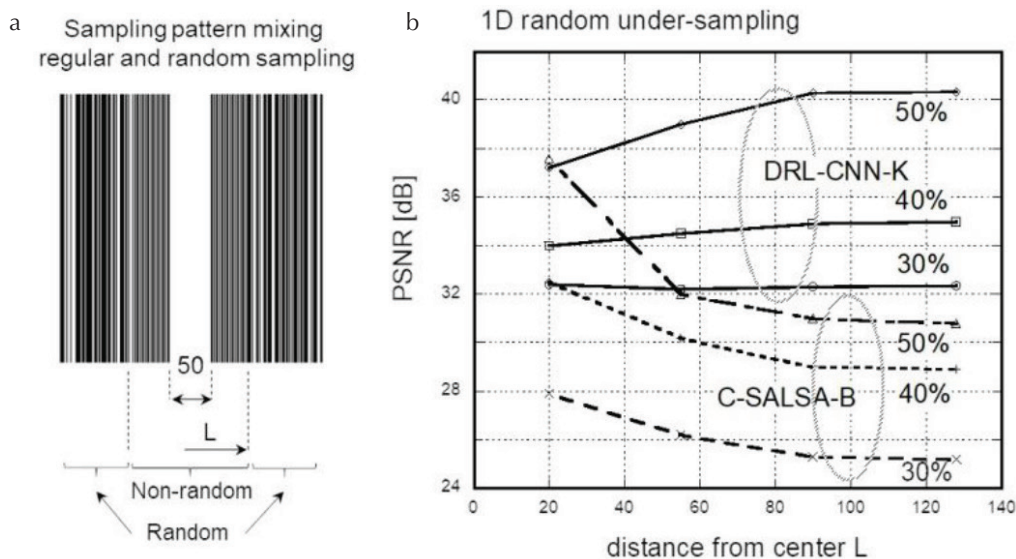 a
Sampling pattern mixing
regular and random sampling
50
L
Non-random
Random
b
1D random under-sampling
PSNR [dB]
40
36
32
28
24
50%
DRL-CNN-K
40%
30%
50%
C-SALSA-B
40%
30%
0 20 40 60 80 100 120 140
distance from center L